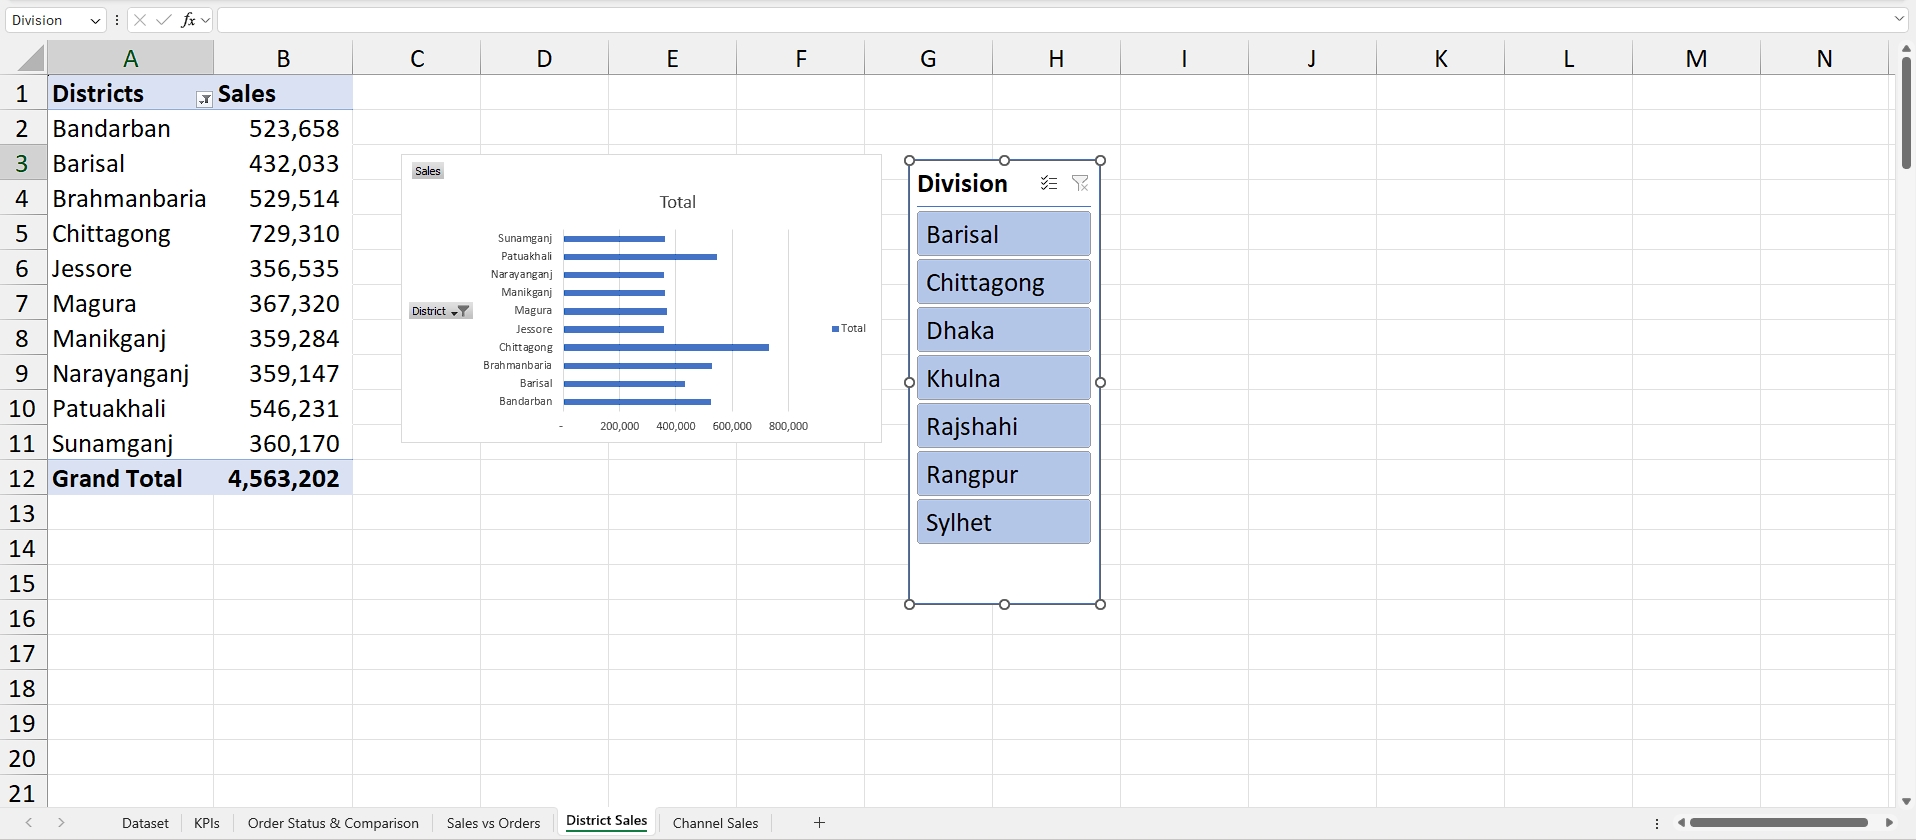 Division
fx
A B C D E F G H I J K L M N
1 Districts Sales
2 Bandarban 523,658
3 Barisal 432,033
4 Brahmanbaria 529,514
5 Chittagong 729,310
6 Jessore 356,535
7 Magura 367,320
8 Manikganj 359,284
9 Narayanganj 359,147
10 Patuakhali 546,231
11 Sunamganj 360,170
12 Grand Total 4,563,202
13
14
15
16
17
18
19
20
21
Sales
Total
Sunamganj
Patuakhali
Narayanganj
Manikganj
Magura
Jessore
Chittagong
Brahmanbaria
Barisal
Bandarban
District
Total
- 200,000 400,000 600,000 800,000
Division
Barisal
Chittagong
Dhaka
Khulna
Rajshahi
Rangpur
Sylhet
Dataset KPIs Order Status & Comparison Sales vs Orders District Sales Channel Sales +